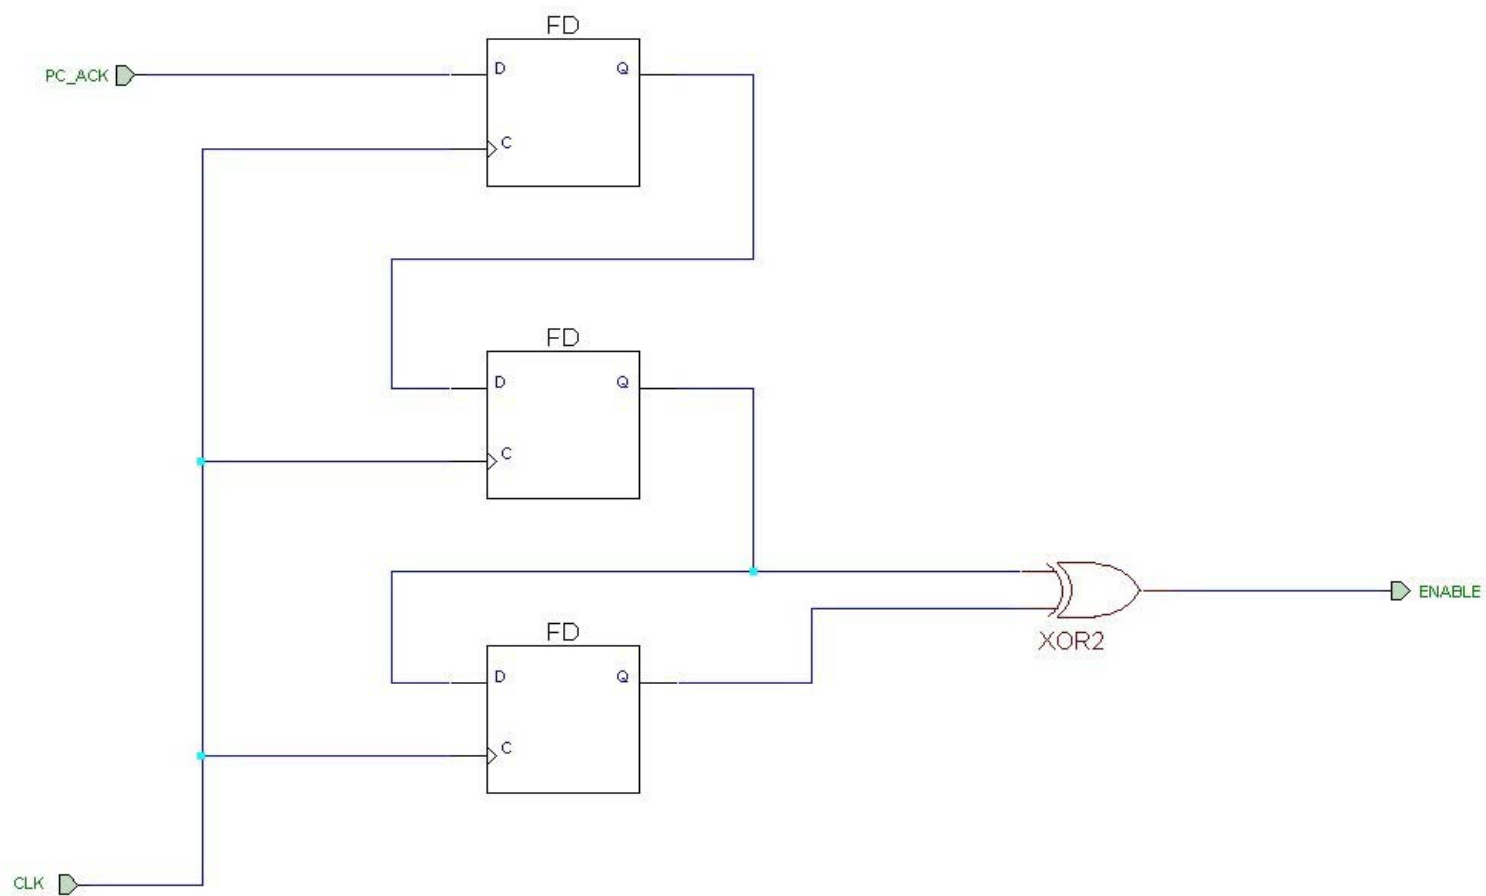 FD
PC_ACK
D Q
C
FD
D Q
C
ENABLE
XOR2
FD
D Q
C
CLK